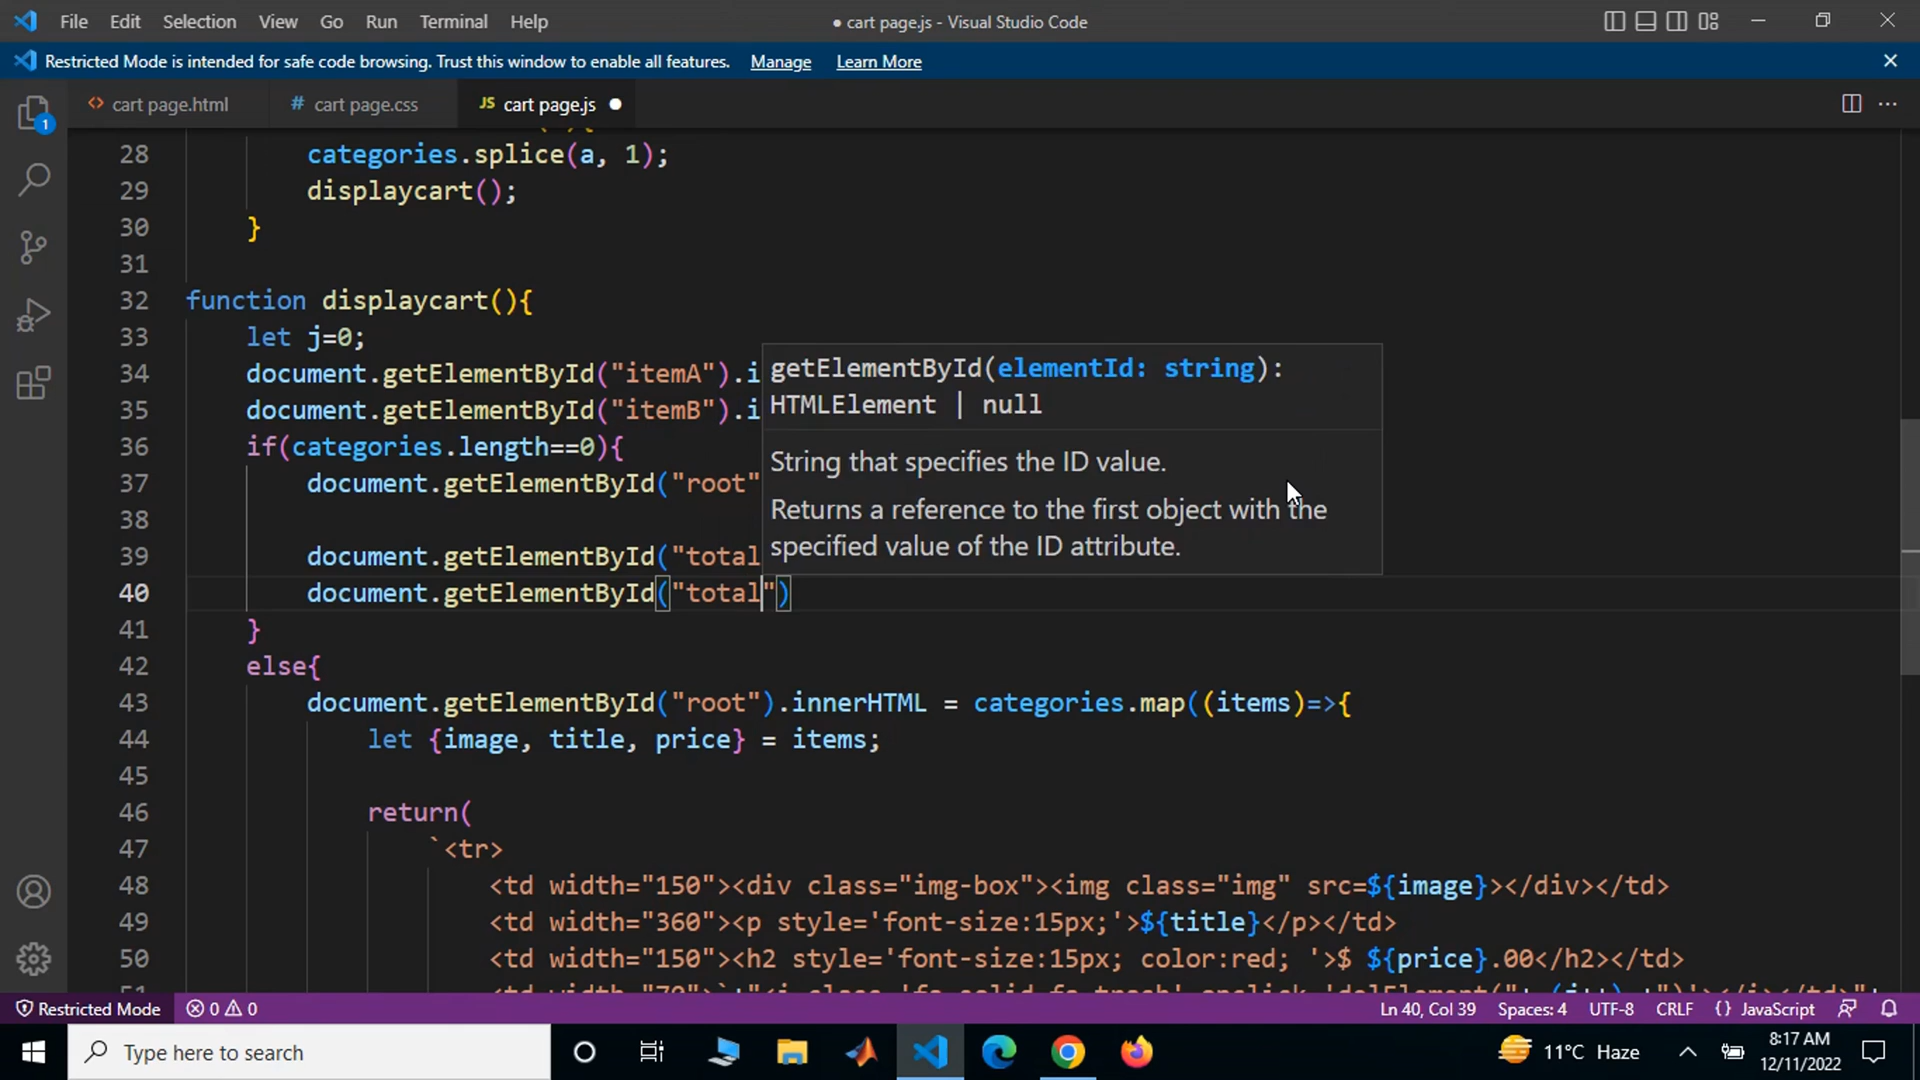 File Edit Selection View Go Run Terminal Help ● cart page.js - Visual Studio Code
Restricted Mode is intended for safe code browsing. Trust this window to enable all features. Manage Learn More
<> cart page.html # cart page.css JS cart page.js ●
28 categories.splice(a, 1);
29 displaycart();
30 }
31
32 function displaycart(){
33 let j=0;
34 document.getElementById("itemA").i
35 document.getElementById("itemB").i
36 if(categories.length==0){
37 document.getElementById("root"
38
39 document.getElementById("total
40 document.getElementById("total")
getElementById(elementId: string):
HTMLElement | null
String that specifies the ID value.
Returns a reference to the first object with the
specified value of the ID attribute.
41 }
42 else{
43 document.getElementById("root").innerHTML = categories.map((items)=>{
44 let {image, title, price} = items;
45
46 return(
47 `<tr>
48 <td width="150"><div class="img-box"><img class="img" src=${image}></div></td>
49 <td width="360"><p style='font-size:15px;'>${title}</p></td>
50 <td width="150"><h2 style='font-size:15px; color:red; '>$ ${price}.00</h2></td>
1
Restricted Mode 0 0 Ln 40, Col 39 Spaces: 4 UTF-8 CRLF {} JavaScript
Type here to search 11°C Haze 8:17 AM
12/11/2022